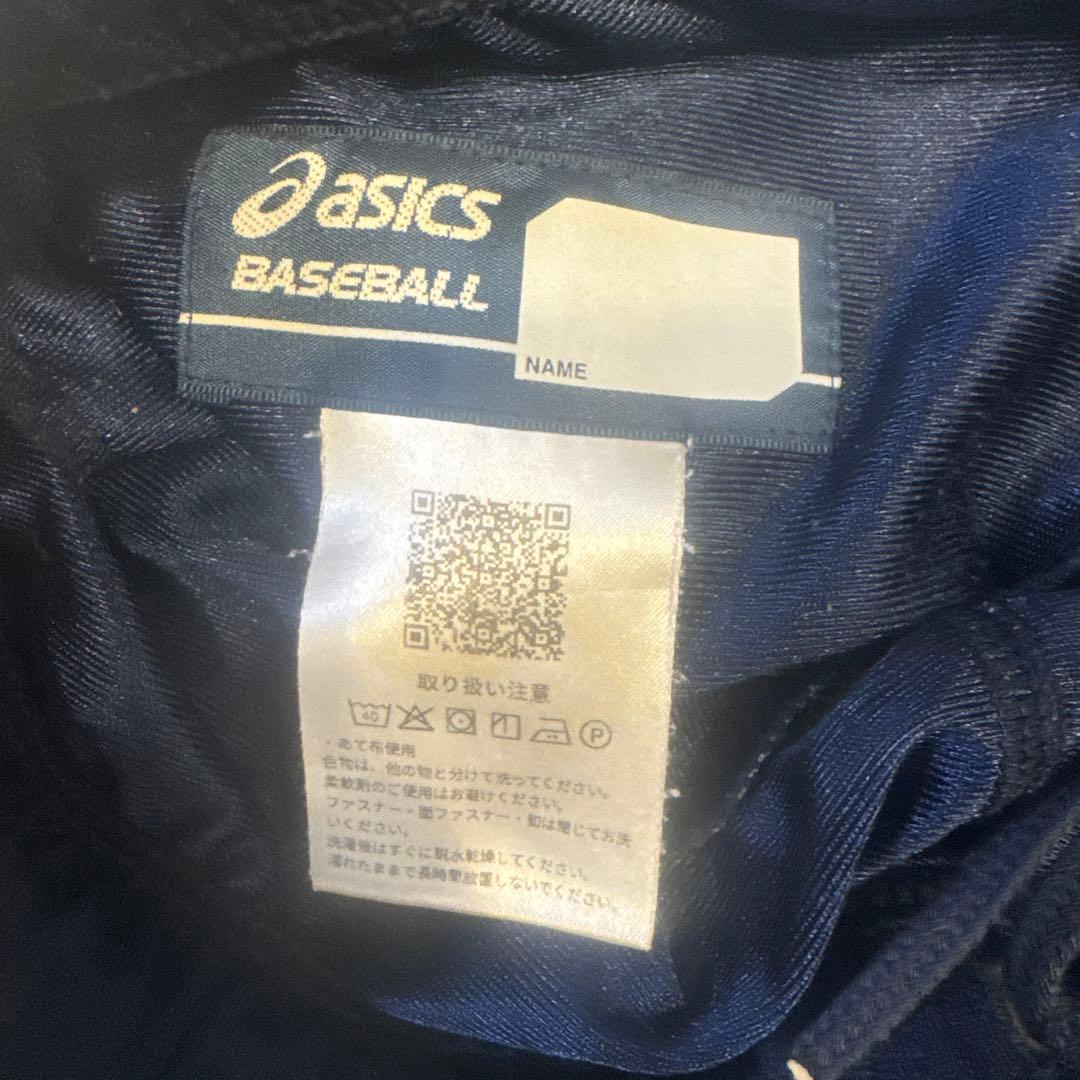 asics
BASEBALL
NAME
取り扱い注意
40
P
・あて布使用
色物は、他の物と分けて洗ってください。
柔軟剤のご使用はお避けください。
ファスナー・面ファスナー・釦は閉じてお洗
いください。
洗濯後はすぐに脱水乾燥してください。
濡れたままで長時間放置しないでください。